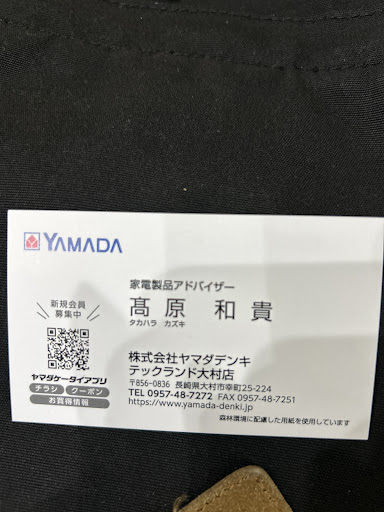 YAMADA
家電製品アドバイザー
新規会員
募集中
髙原 和貴
タカハラ カズキ
株式会社ヤマダデンキ
テックランド大村店
〒856-0836 長崎県大村市幸町25-224
TEL 0957-48-7272 FAX 0957-48-7251
https://www.yamada-denki.jp
ヤマダケータイアプリ
チラシ クーポン
お買得情報
森林環境に配慮した用紙を使用しています